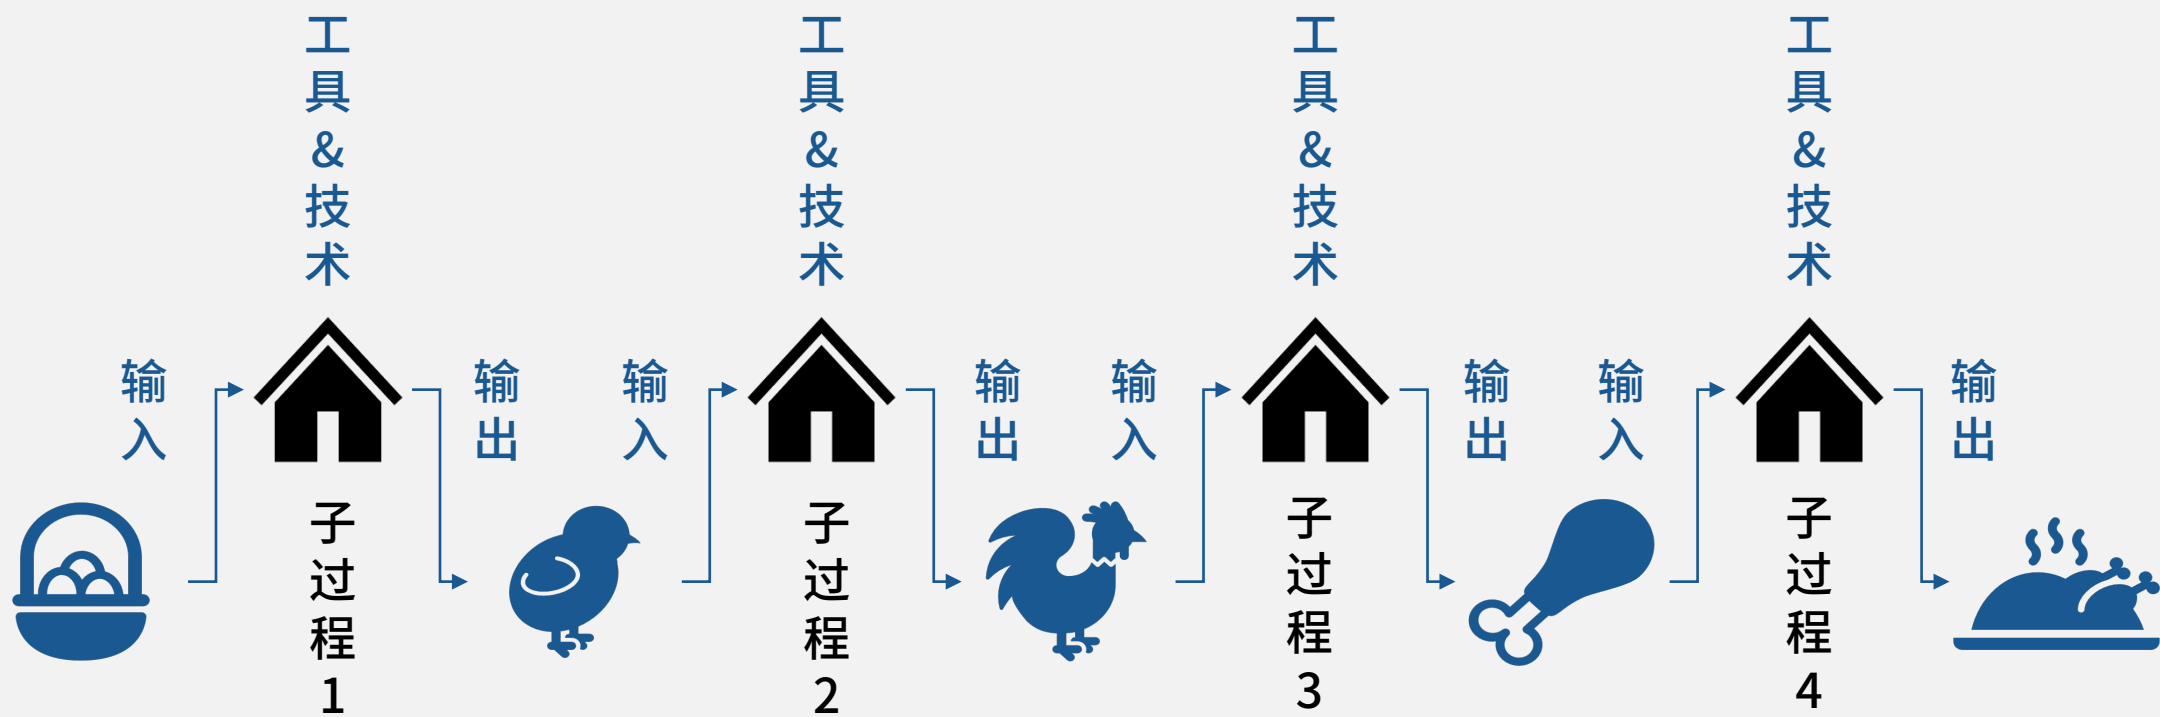 工具&技术
工具&技术
工具&技术
工具&技术
输入
输出
输入
输出
输入
输出
输入
输出
子过程1
子过程2
子过程3
子过程4